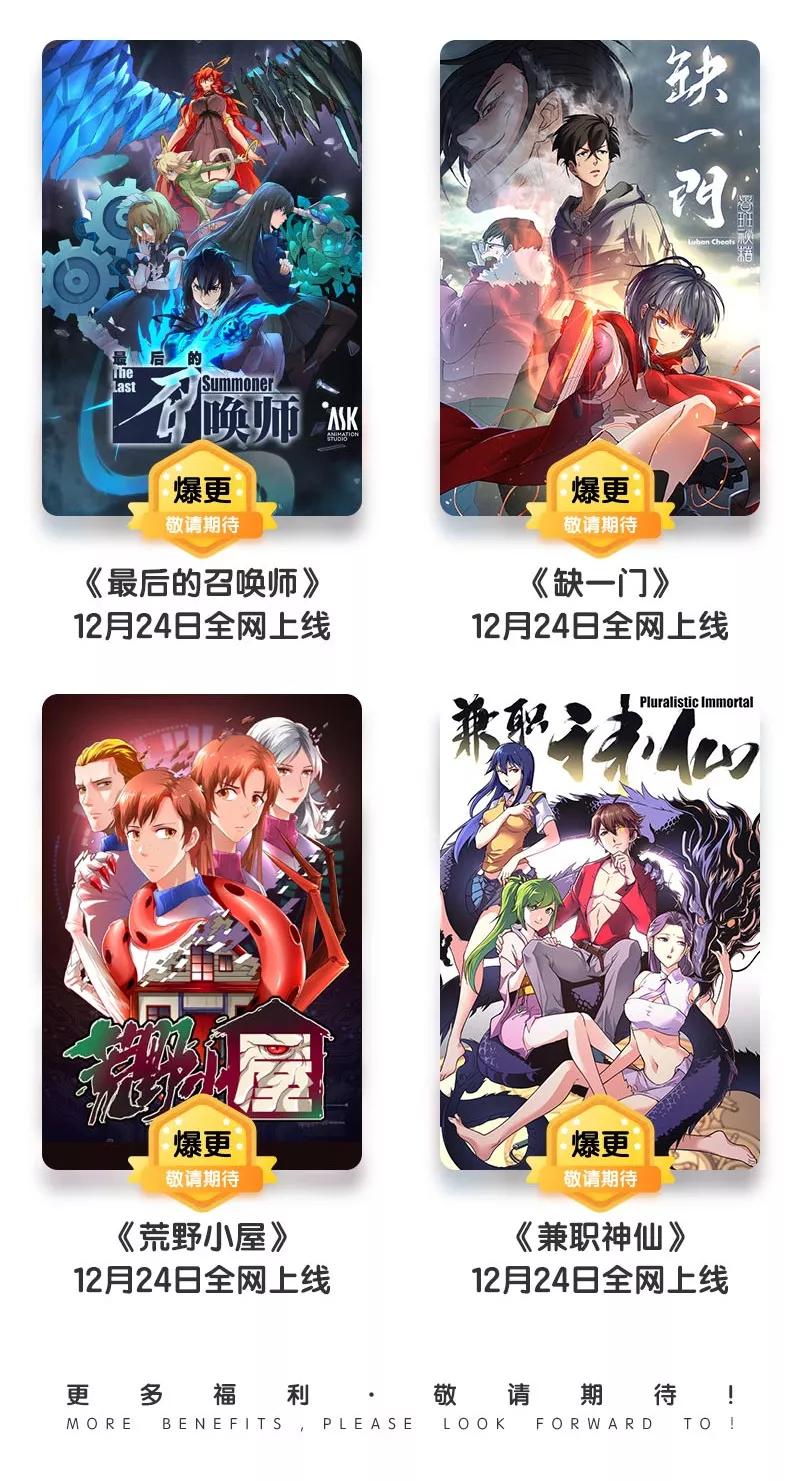 最后的
The
Last
Summoner
召唤师
ASK
ANIMATION
STUDIO
爆更
敬请期待
《最后的召唤师》
12月24日全网上线
缺一門
Luban Cheats
爆更
敬请期待
《缺一门》
12月24日全网上线
荒野小屋
爆更
敬请期待
《荒野小屋》
12月24日全网上线
Pluralistic Immortal
兼职神仙
爆更
敬请期待
《兼职神仙》
12月24日全网上线
更多福利·敬请期待!
MORE BENEFITS , PLEASE LOOK FORWARD TO !